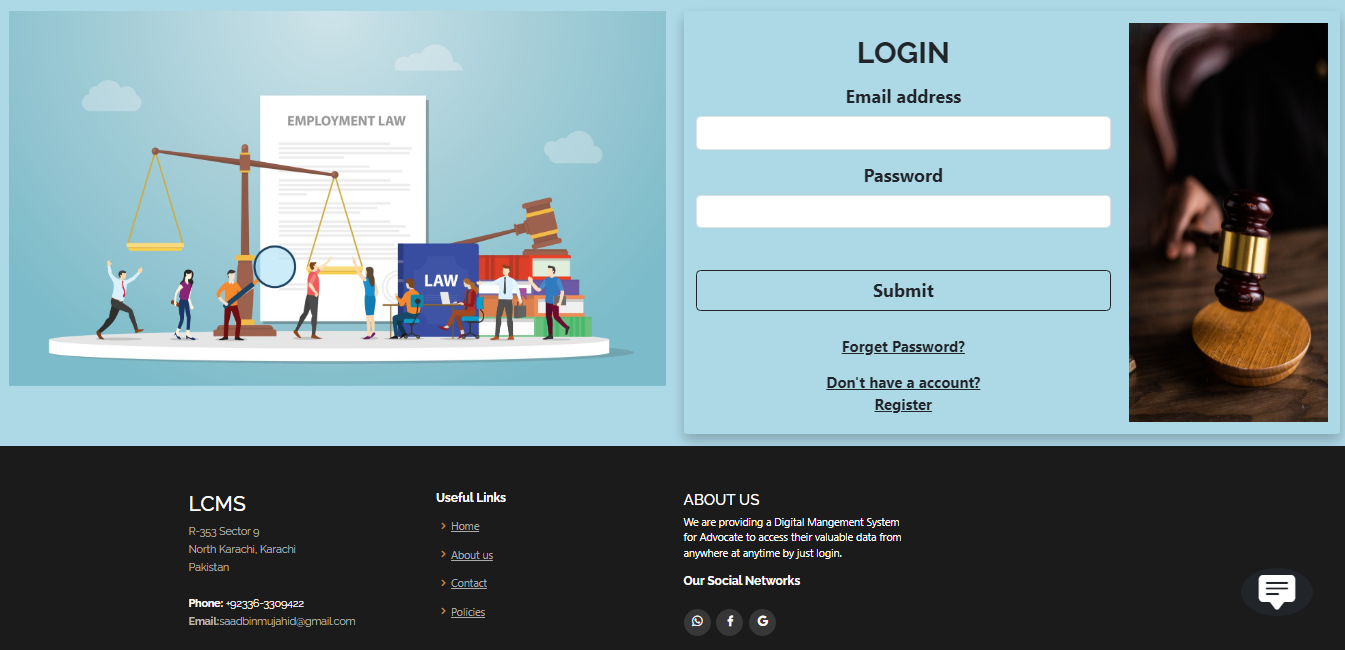 EMPLOYMENT LAW
LAW
LOGIN
Email address
Password
Submit
Forget Password?
Don't have a account?
Register
LCMS
R-353 Sector 9
North Karachi, Karachi
Pakistan
Phone: +92336-3309422
Email:saadbinmujahid@gmail.com
Useful Links
Home
About us
Contact
Policies
ABOUT US
We are providing a Digital Mangement System
for Advocate to access their valuable data from
anywhere at anytime by just login.
Our Social Networks